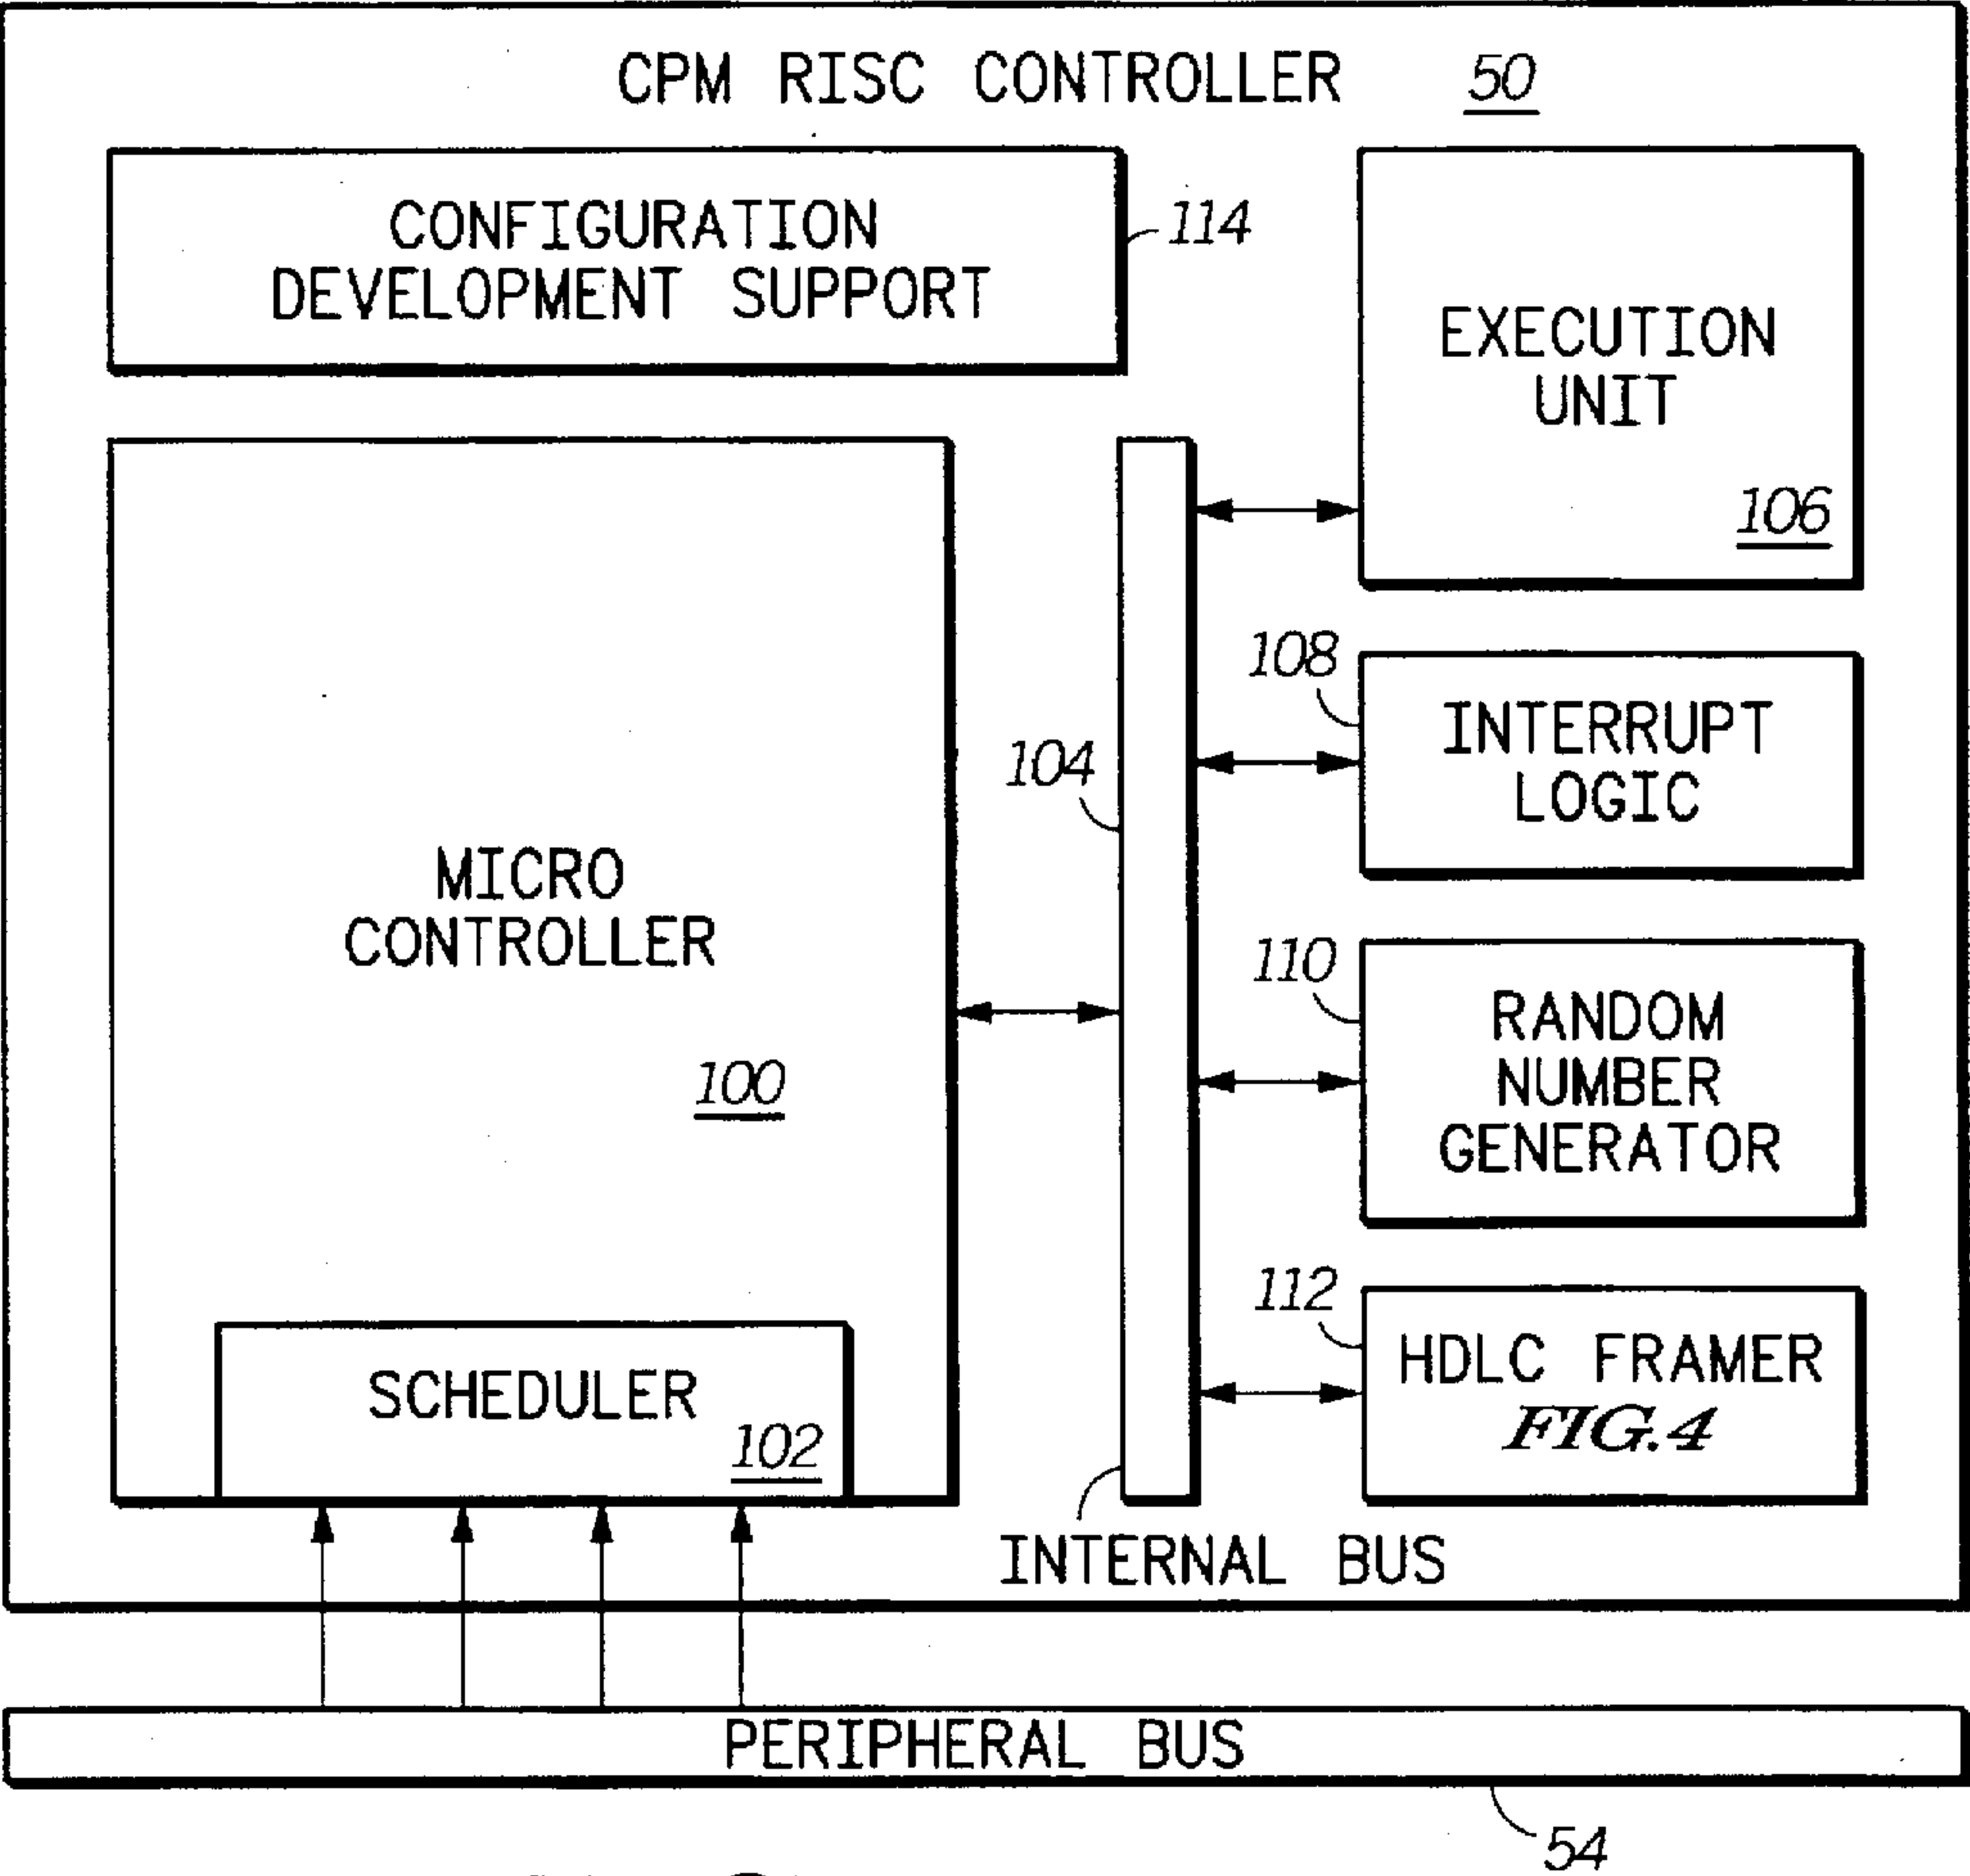 CPM RISC CONTROLLER 50
CONFIGURATION
DEVELOPMENT SUPPORT
114
EXECUTION
UNIT
106
108
INTERRUPT
LOGIC
104
MICRO
CONTROLLER
100
110
RANDOM
NUMBER
GENERATOR
112
HDLC FRAMER
FIG.4
SCHEDULER
102
INTERNAL BUS
PERIPHERAL BUS
54